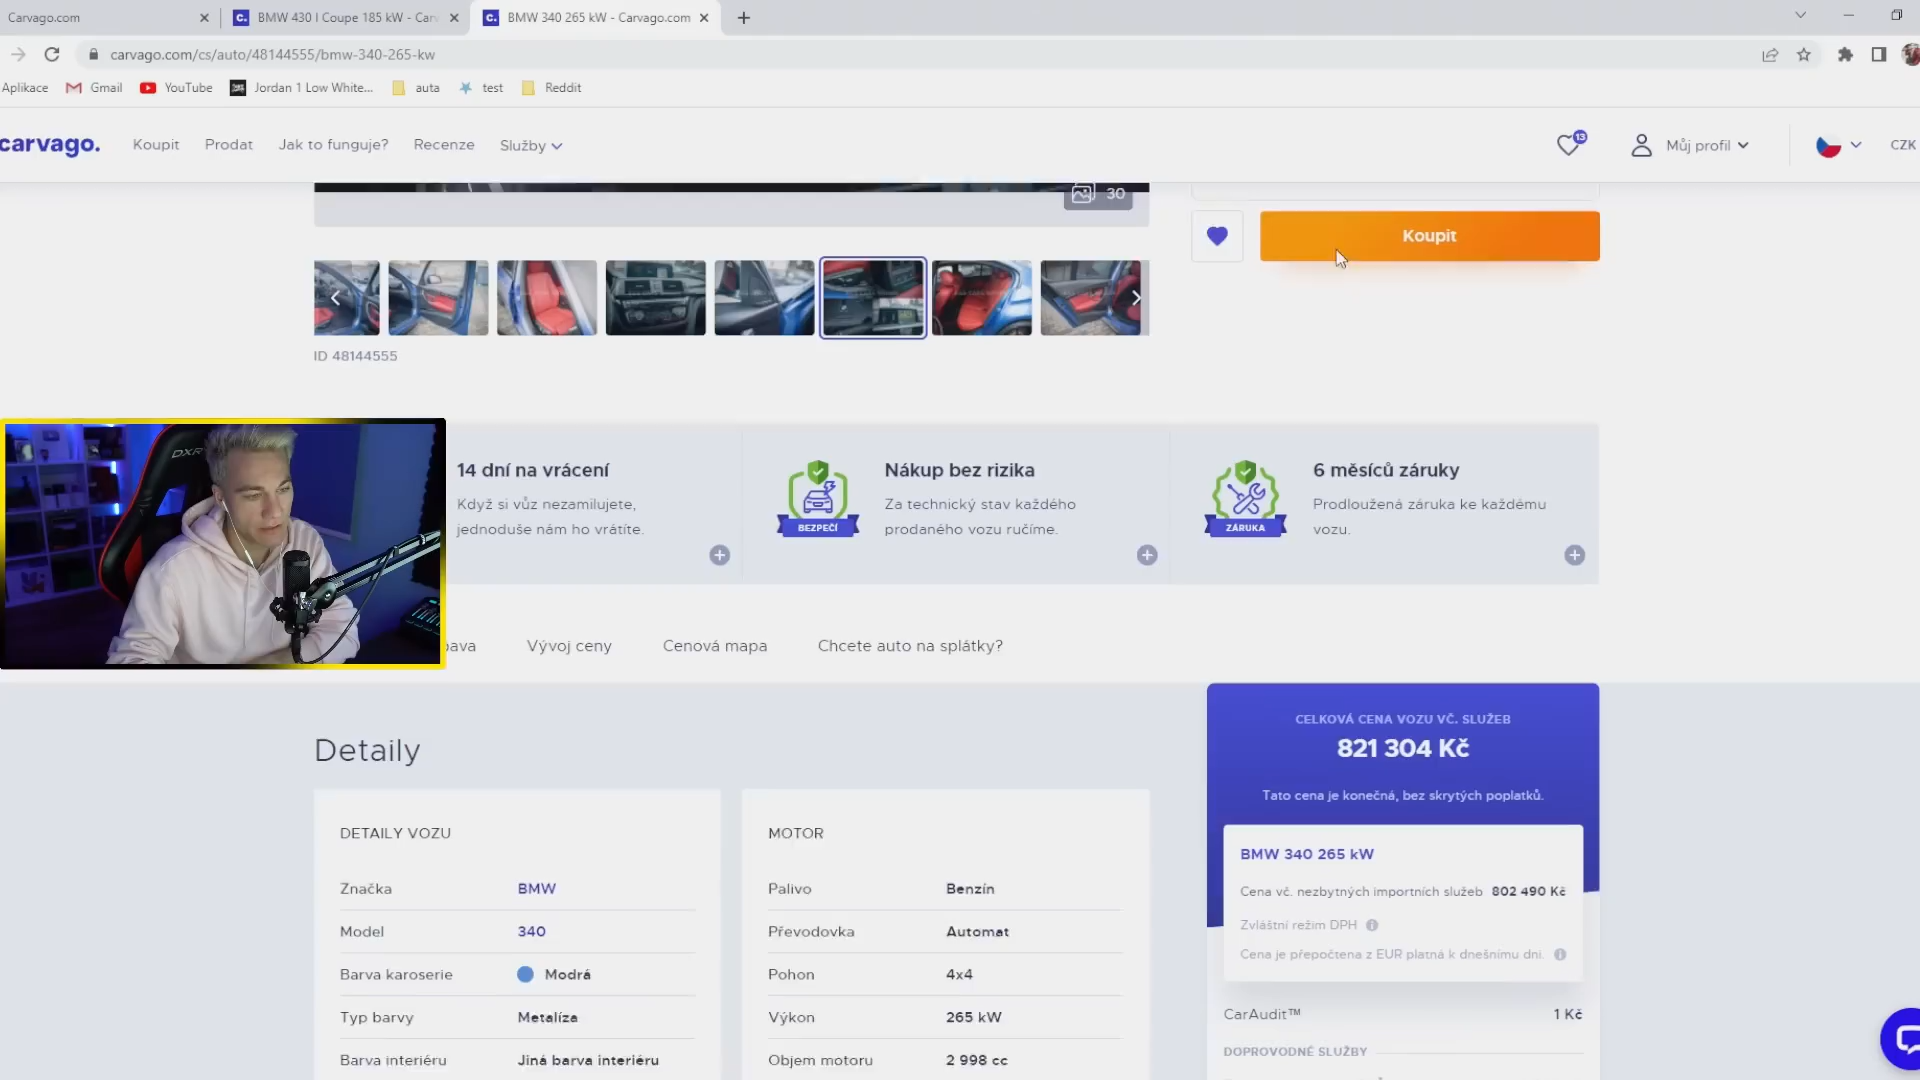 Carvago.com
BMW 430 I Coupe 185 kW - Car
BMW 340 265 kW - Carvago.com
carvago.com/cs/auto/48144555/bmw-340-265-kw
Aplikace
Gmail
YouTube
Jordan 1 Low White...
auta
test
Reddit
carvago.
Koupit
Prodat
Jak to funguje?
Recenze
Služby
13
Můj profil
CZK
30
Koupit
ID 48144555
DXR
14 dní na vrácení
Když si vůz nezamilujete,
jednoduše nám ho vrátíte.
BEZPEČÍ
Nákup bez rizika
Za technický stav každého
prodaného vozu ručíme.
ZÁRUKA
6 měsíců záruky
Prodloužená záruka ke každému
vozu.
bava
Vývoj ceny
Cenová mapa
Chcete auto na splátky?
Detaily
DETAILY VOZU
Značka BMW
Model 340
Barva karoserie Modrá
Typ barvy Metalíza
Barva interiéru Jiná barva interiéru
MOTOR
Palivo Benzín
Převodovka Automat
Pohon 4x4
Výkon 265 kW
Objem motoru 2 998 cc
CELKOVÁ CENA VOZU VČ. SLUŽEB
821 304 Kč
Tato cena je konečná, bez skrytých poplatků.
BMW 340 265 kW
Cena vč. nezbytných importních služeb 802 490 Kč
Zvláštní režim DPH
Cena je přepočtena z EUR platná k dnešnímu dni.
CarAudit™ 1 Kč
DOPROVODNÉ SLUŽBY